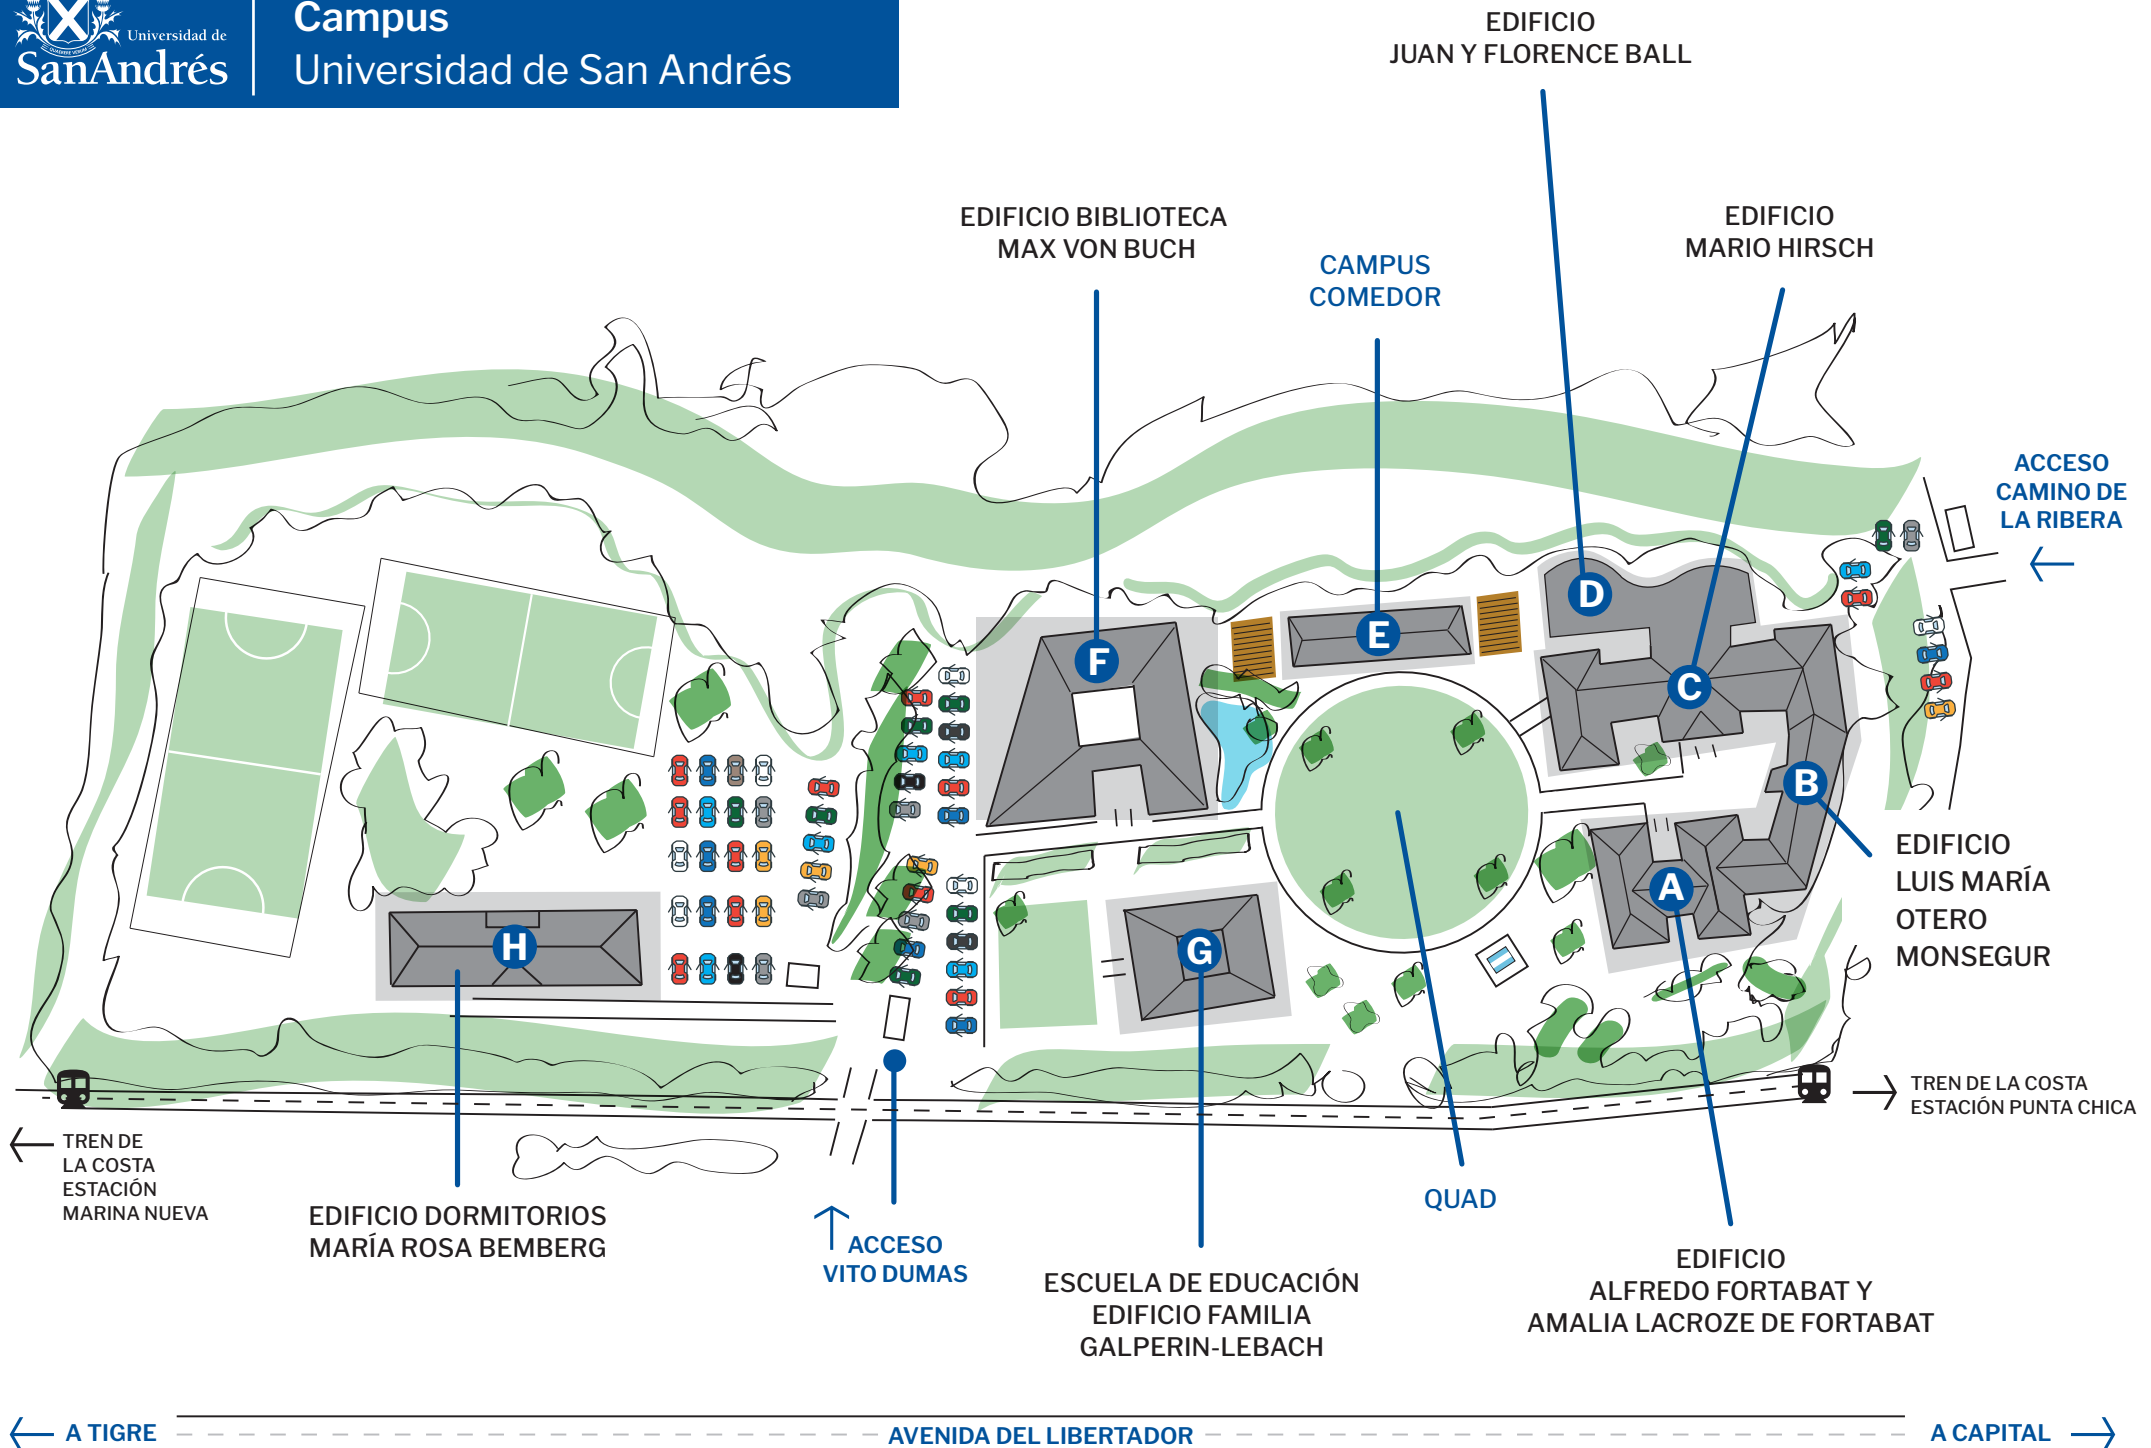 Universidad de
SanAndrés
Campus
Universidad de San Andrés
EDIFICIO
JUAN Y FLORENCE BALL
EDIFICIO BIBLIOTECA
MAX VON BUCH
CAMPUS
COMEDOR
EDIFICIO
MARIO HIRSCH
ACCESO
CAMINO DE
LA RIBERA
D
E
F
C
B
A
G
H
EDIFICIO
LUIS MARÍA
OTERO
MONSEGUR
TREN DE LA COSTA
ESTACIÓN PUNTA CHICA
TREN DE
LA COSTA
ESTACIÓN
MARINA NUEVA
EDIFICIO DORMITORIOS
MARÍA ROSA BEMBERG
ACCESO
VITO DUMAS
ESCUELA DE EDUCACIÓN
EDIFICIO FAMILIA
GALPERIN-LEBACH
QUAD
EDIFICIO
ALFREDO FORTABAT Y
AMALIA LACROZE DE FORTABAT
A TIGRE
AVENIDA DEL LIBERTADOR
A CAPITAL